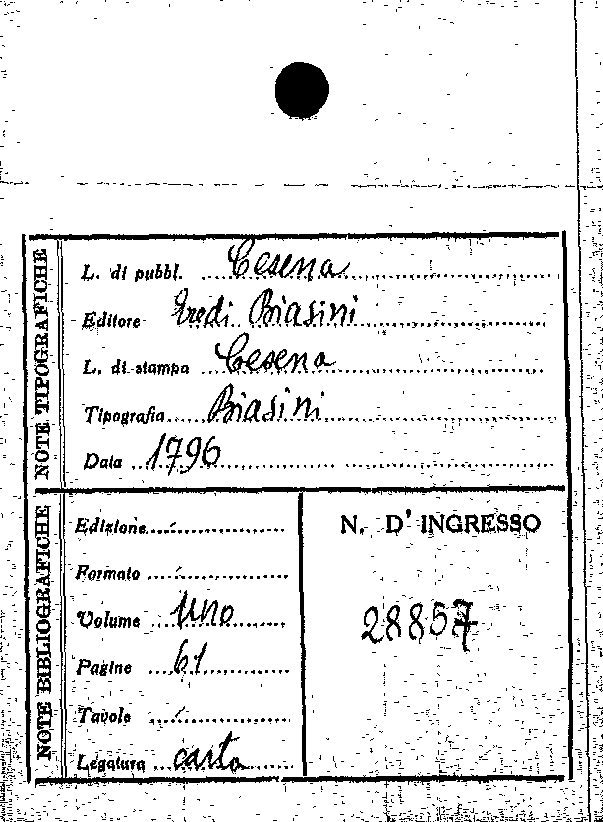 NOTE TIPOGRAFICHE
L. di pubbl. Cesena
Editore Eredi Biasini
L. di stampa Cesena
Tipografia Biasini
Data 1796
NOTE BIBLIOGRAFICHE
Edizione
Formato
Volume Uno
Pagine 61
Tavole
Legatura carta
N. D' INGRESSO
28857